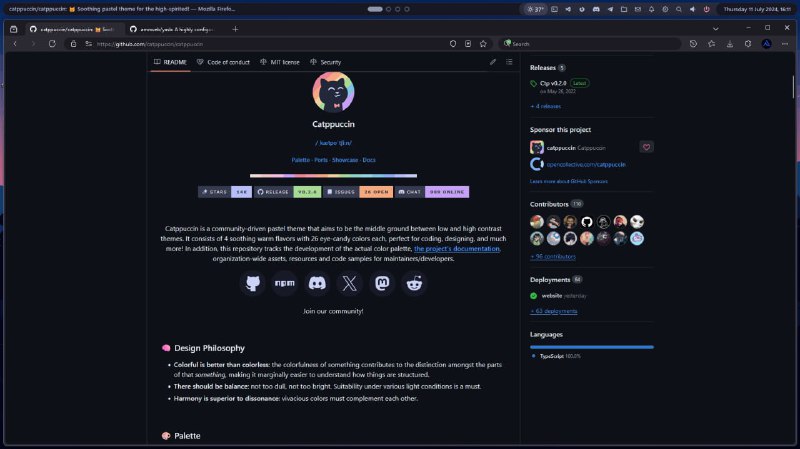 catppuccin/catppuccin: 😸 Soothing pastel theme for the high-spirited! — Mozilla Firefo...
37°
Thursday 11 July 2024, 16:11
catppuccin/catppuccin: 😸 Soot
amnweb/yasb: A highly configu
https://github.com/catppuccin/catppuccin
Search
README
Code of conduct
MIT license
Security
Catppuccin
Palette · Ports · Showcase · Docs
STARS
14K
RELEASE
V0.2.0
ISSUES
26 OPEN
CHAT
ONLINE
Catppuccin is a community-driven pastel theme that aims to be the middle ground between low and high contrast
themes. It consists of 4 soothing warm flavors with 26 eye-candy colors each, perfect for coding, designing, and much
more! In addition, this repository tracks the development of the actual color palette, the project's documentation,
organization-wide assets, resources and code samples for maintainers/developers.
npm
Join our community!
🧠 Design Philosophy
• Colorful is better than colorless: the colorfulness of something contributes to the distinction amongst the parts
of that something, making it marginally easier to understand how things are structured.
• There should be balance: not too dull, not too bright. Suitability under various light conditions is a must.
• Harmony is superior to dissonance: vivacious colors must complement each other.
🎨 Palette
Releases 5
Ctp v0.2.0 Latest
on May 26, 2022
+ 4 releases
Sponsor this project
catppuccin Catppuccin
opencollective.com/catppuccin
Learn more about GitHub Sponsors
Contributors 110
+ 96 contributors
Deployments 64
website yesterday
+ 63 deployments
Languages
TypeScript 100.0%